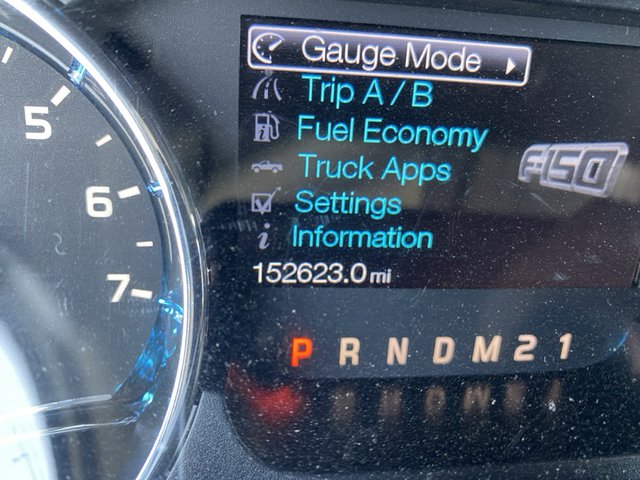 Gauge Mode
Trip A / B
Fuel Economy
F-150
Truck Apps
Settings
Information
152623.0 mi
5
6
7
P R N D M 2 1